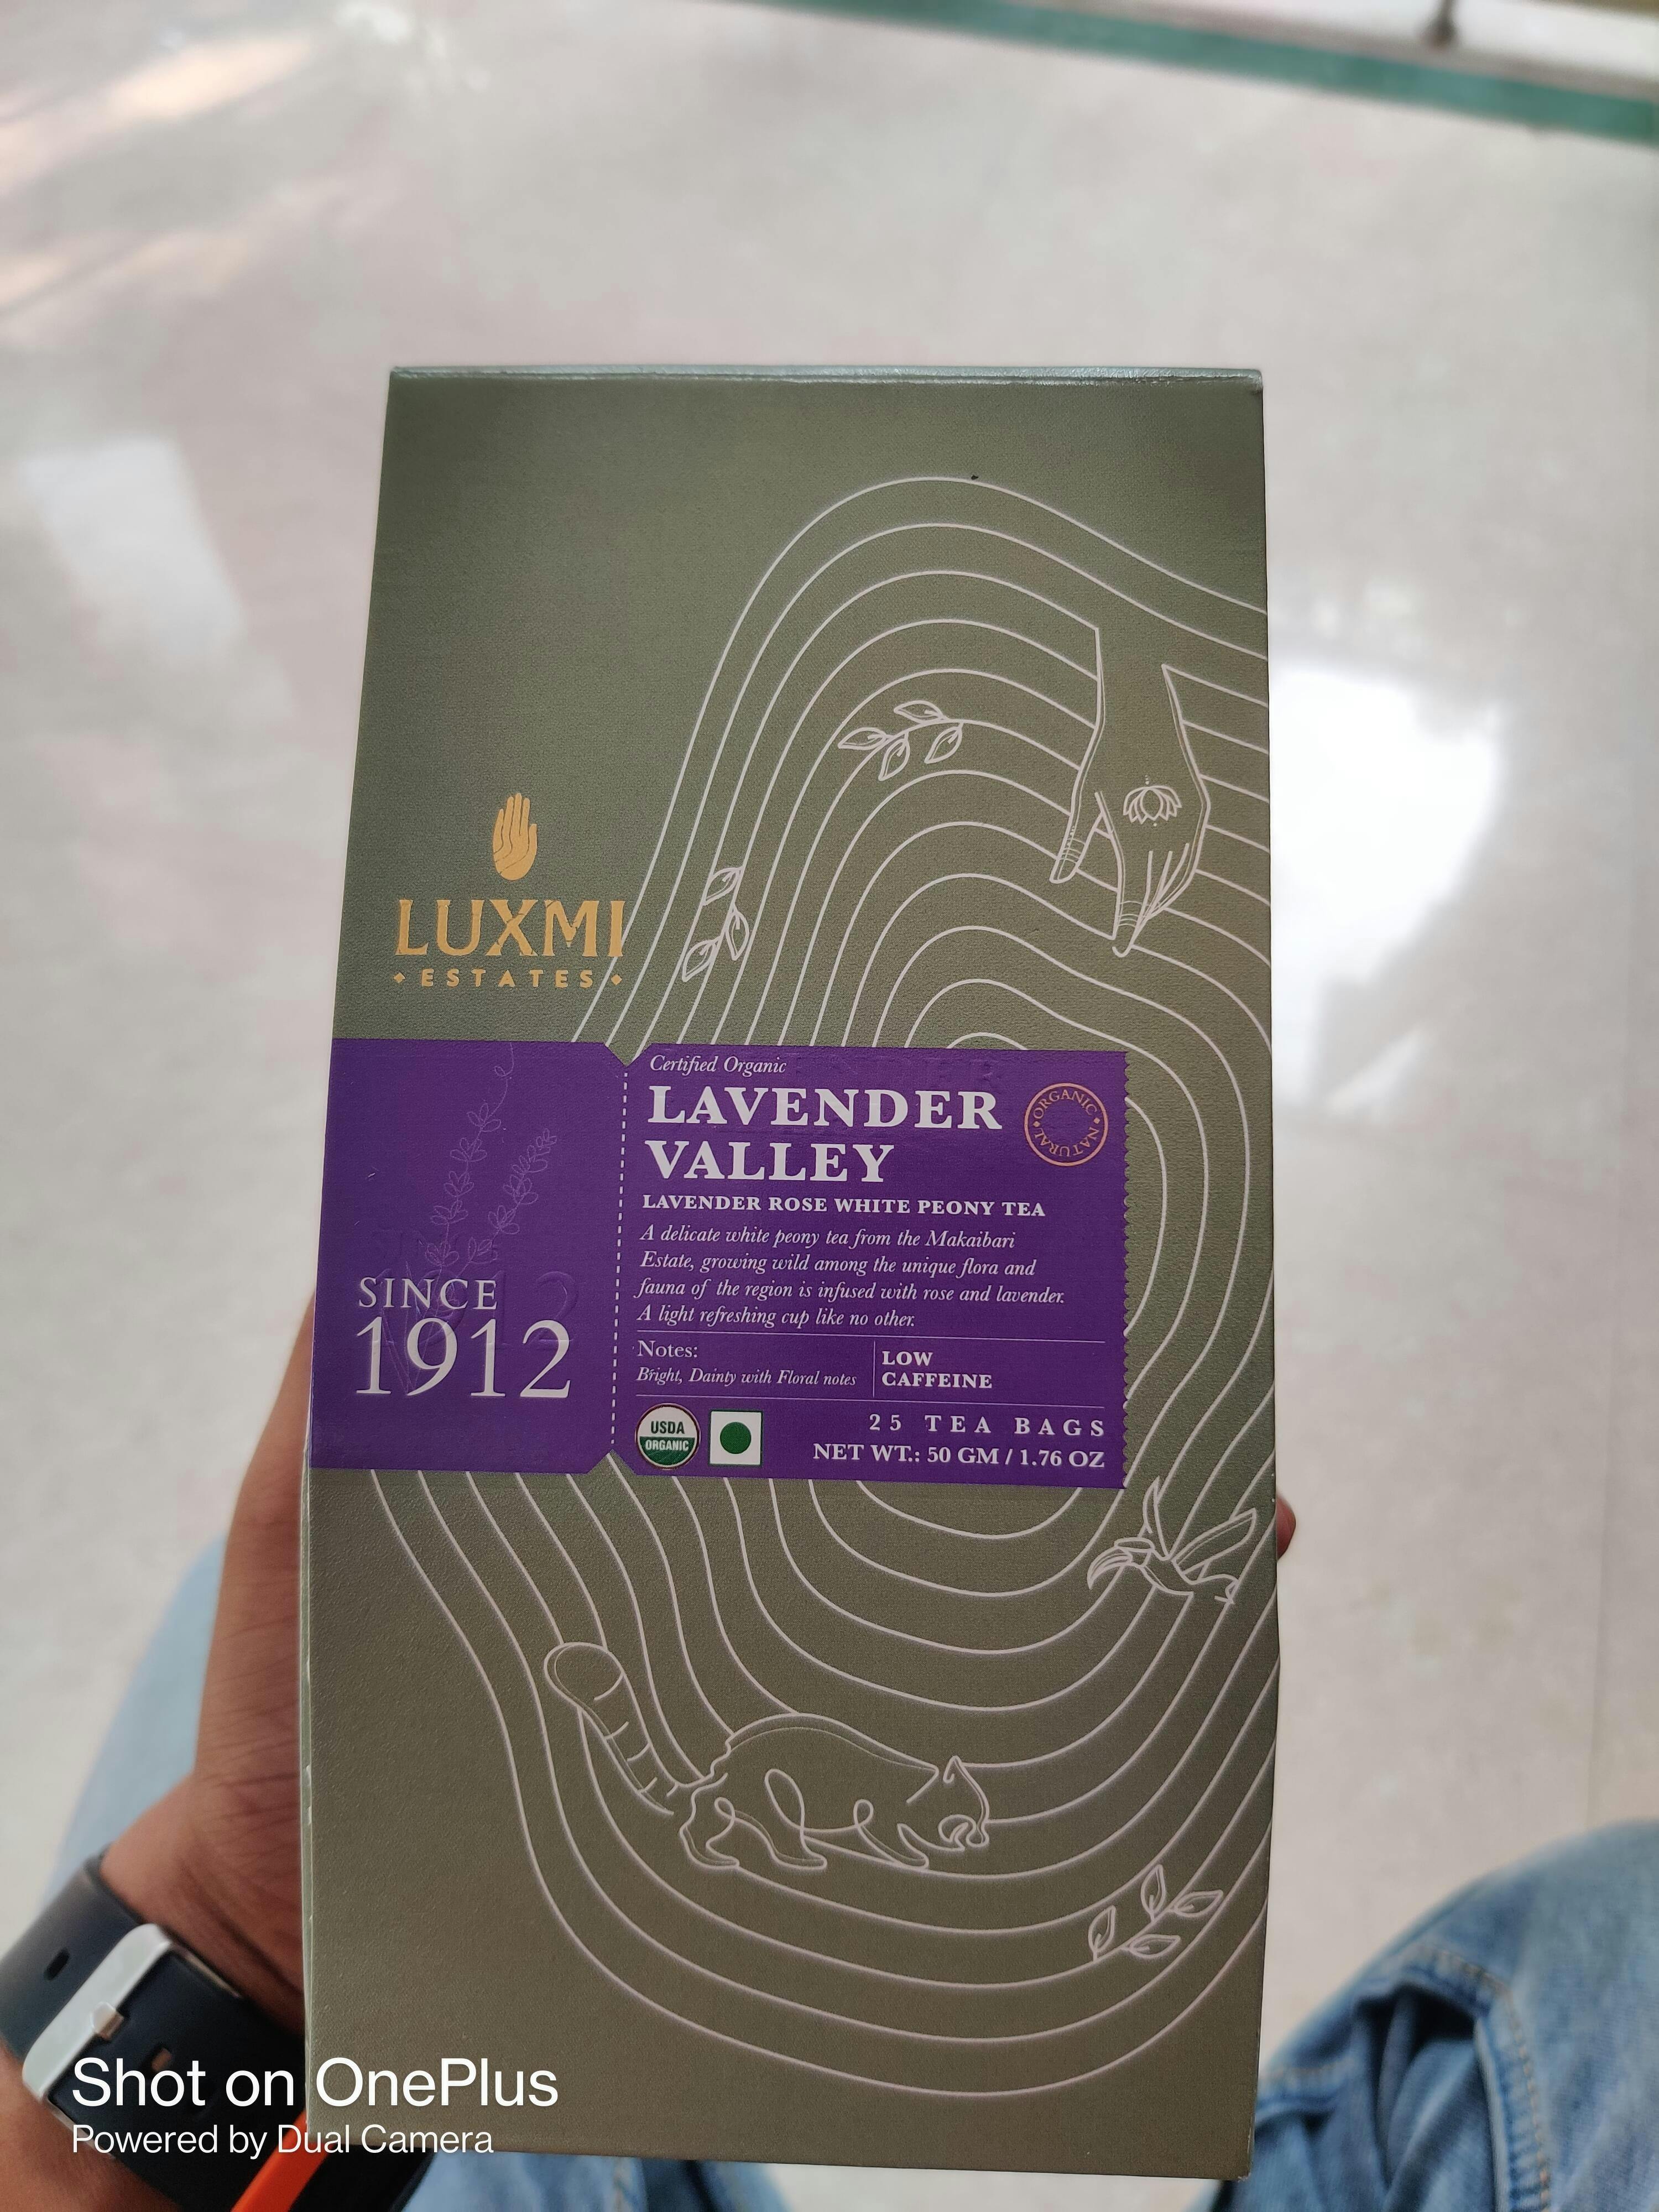 LUXMI
ESTATES
SINCE
1912
Certified Organic
LAVENDER
VALLEY
ORGANIC
NATURAL
LAVENDER ROSE WHITE PEONY TEA
A delicate white peony tea from the Makaibari
Estate, growing wild among the unique flora and
fauna of the region is infused with rose and lavender.
A light refreshing cup like no other.
Notes:
Bright, Dainty with Floral notes
LOW
CAFFEINE
USDA
ORGANIC
25 TEA BAGS
NET WT.: 50 GM / 1.76 OZ
Shot on OnePlus
Powered by Dual Camera